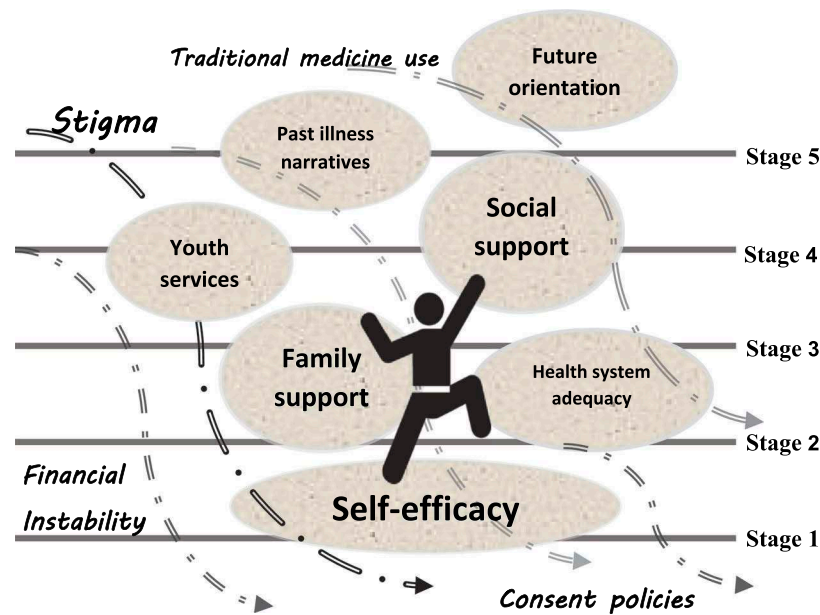 Traditional medicine use
Future
orientation
Stigma
Past illness
narratives
Stage 5
Social
support
Youth
services
Stage 4
Family
support
Stage 3
Health system
adequacy
Stage 2
Financial
Instability
Self-efficacy
Stage 1
Consent policies